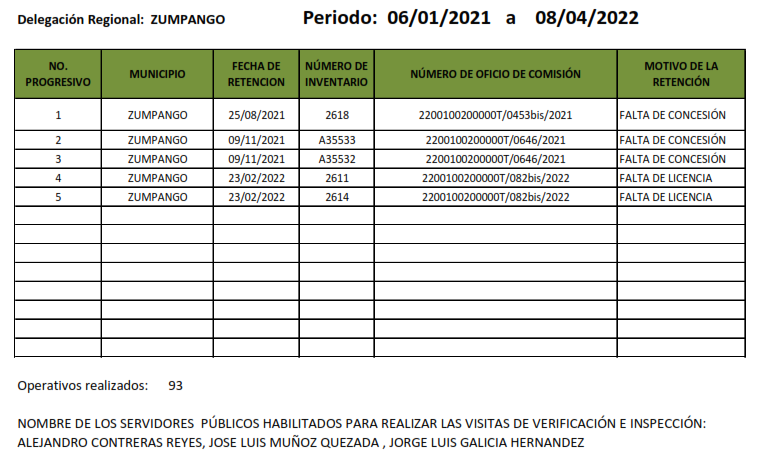 Delegación Regional: ZUMPANGO Periodo: 06/01/2021 a 08/04/2022
NO. PROGRESIVO MUNICIPIO FECHA DE RETENCION NÚMERO DE INVENTARIO NÚMERO DE OFICIO DE COMISIÓN MOTIVO DE LA RETENCIÓN
1 ZUMPANGO 25/08/2021 2618 2200100200000T/0453bis/2021 FALTA DE CONCESIÓN
2 ZUMPANGO 09/11/2021 A35533 2200100200000T/0646/2021 FALTA DE CONCESIÓN
3 ZUMPANGO 09/11/2021 A35532 2200100200000T/0646/2021 FALTA DE CONCESIÓN
4 ZUMPANGO 23/02/2022 2611 2200100200000T/082bis/2022 FALTA DE LICENCIA
5 ZUMPANGO 23/02/2022 2614 2200100200000T/082bis/2022 FALTA DE LICENCIA
Operativos realizados: 93
NOMBRE DE LOS SERVIDORES PÚBLICOS HABILITADOS PARA REALIZAR LAS VISITAS DE VERIFICACIÓN E INSPECCIÓN:
ALEJANDRO CONTRERAS REYES, JOSE LUIS MUÑOZ QUEZADA , JORGE LUIS GALICIA HERNANDEZ